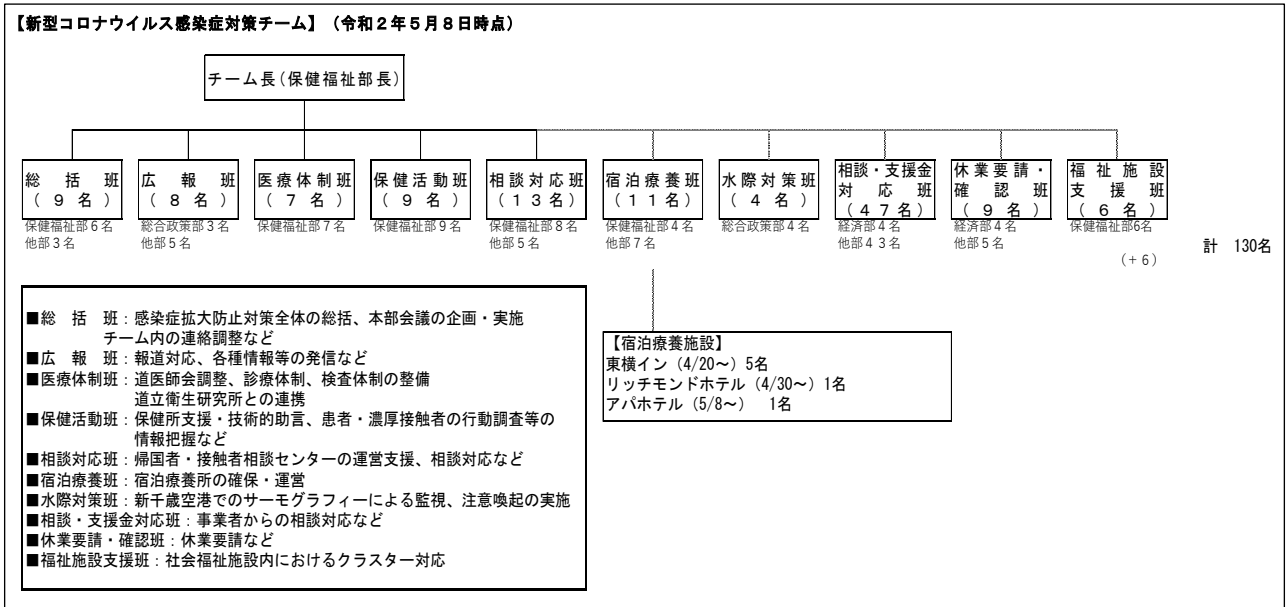 【新型コロナウイルス感染症対策チーム】（令和２年５月８日時点）
チーム長（保健福祉部長）
総括班
（９名）
保健福祉部６名
他部３名
広報班
（８名）
総合政策部３名
他部５名
医療体制班
（７名）
保健福祉部７名
保健活動班
（９名）
保健福祉部９名
相談対応班
（１３名）
保健福祉部８名
他部５名
宿泊療養班
（１１名）
保健福祉部４名
他部７名
水際対策班
（４名）
総合政策部４名
相談・支援金
対応班
（４７名）
経済部４名
他部４３名
休業要請・
確認班
（９名）
経済部４名
他部５名
福祉施設
支援班
（６名）
保健福祉部6名
（＋６）
計　130名
■総　括　班：感染症拡大防止対策全体の総括、本部会議の企画・実施
チーム内の連絡調整など
■広　報　班：報道対応、各種情報等の発信など
■医療体制班：道医師会調整、診療体制、検査体制の整備
道立衛生研究所との連携
■保健活動班：保健所支援・技術的助言、患者・濃厚接触者の行動調査等の
情報把握など
■相談対応班：帰国者・接触者相談センターの運営支援、相談対応など
■宿泊療養班：宿泊療養所の確保・運営
■水際対策班：新千歳空港でのサーモグラフィーによる監視、注意喚起の実施
■相談・支援金対応班：事業者からの相談対応など
■休業要請・確認班：休業要請など
■福祉施設支援班：社会福祉施設内におけるクラスター対応
【宿泊療養施設】
東横イン（4/20～）5名
リッチモンドホテル（4/30～）1名
アパホテル（5/8～）　1名